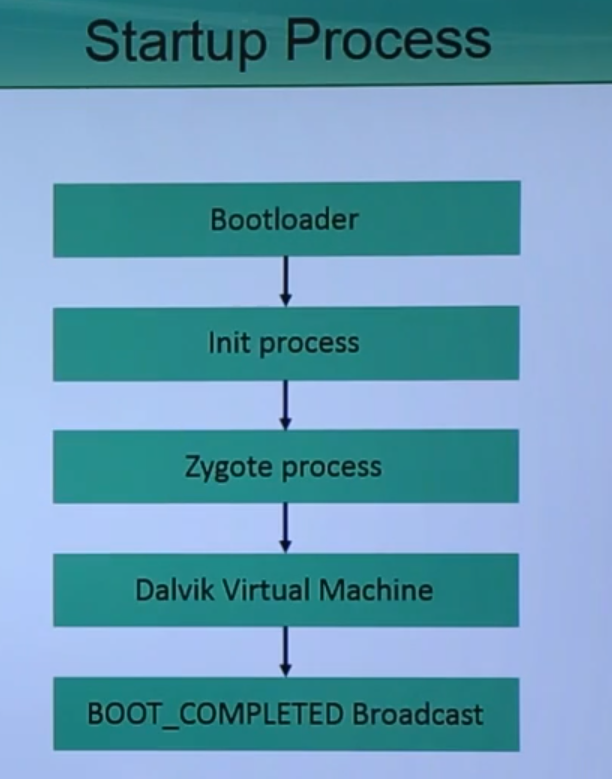 Startup Process
Bootloader
Init process
Zygote process
Dalvik Virtual Machine
BOOT_COMPLETED Broadcast